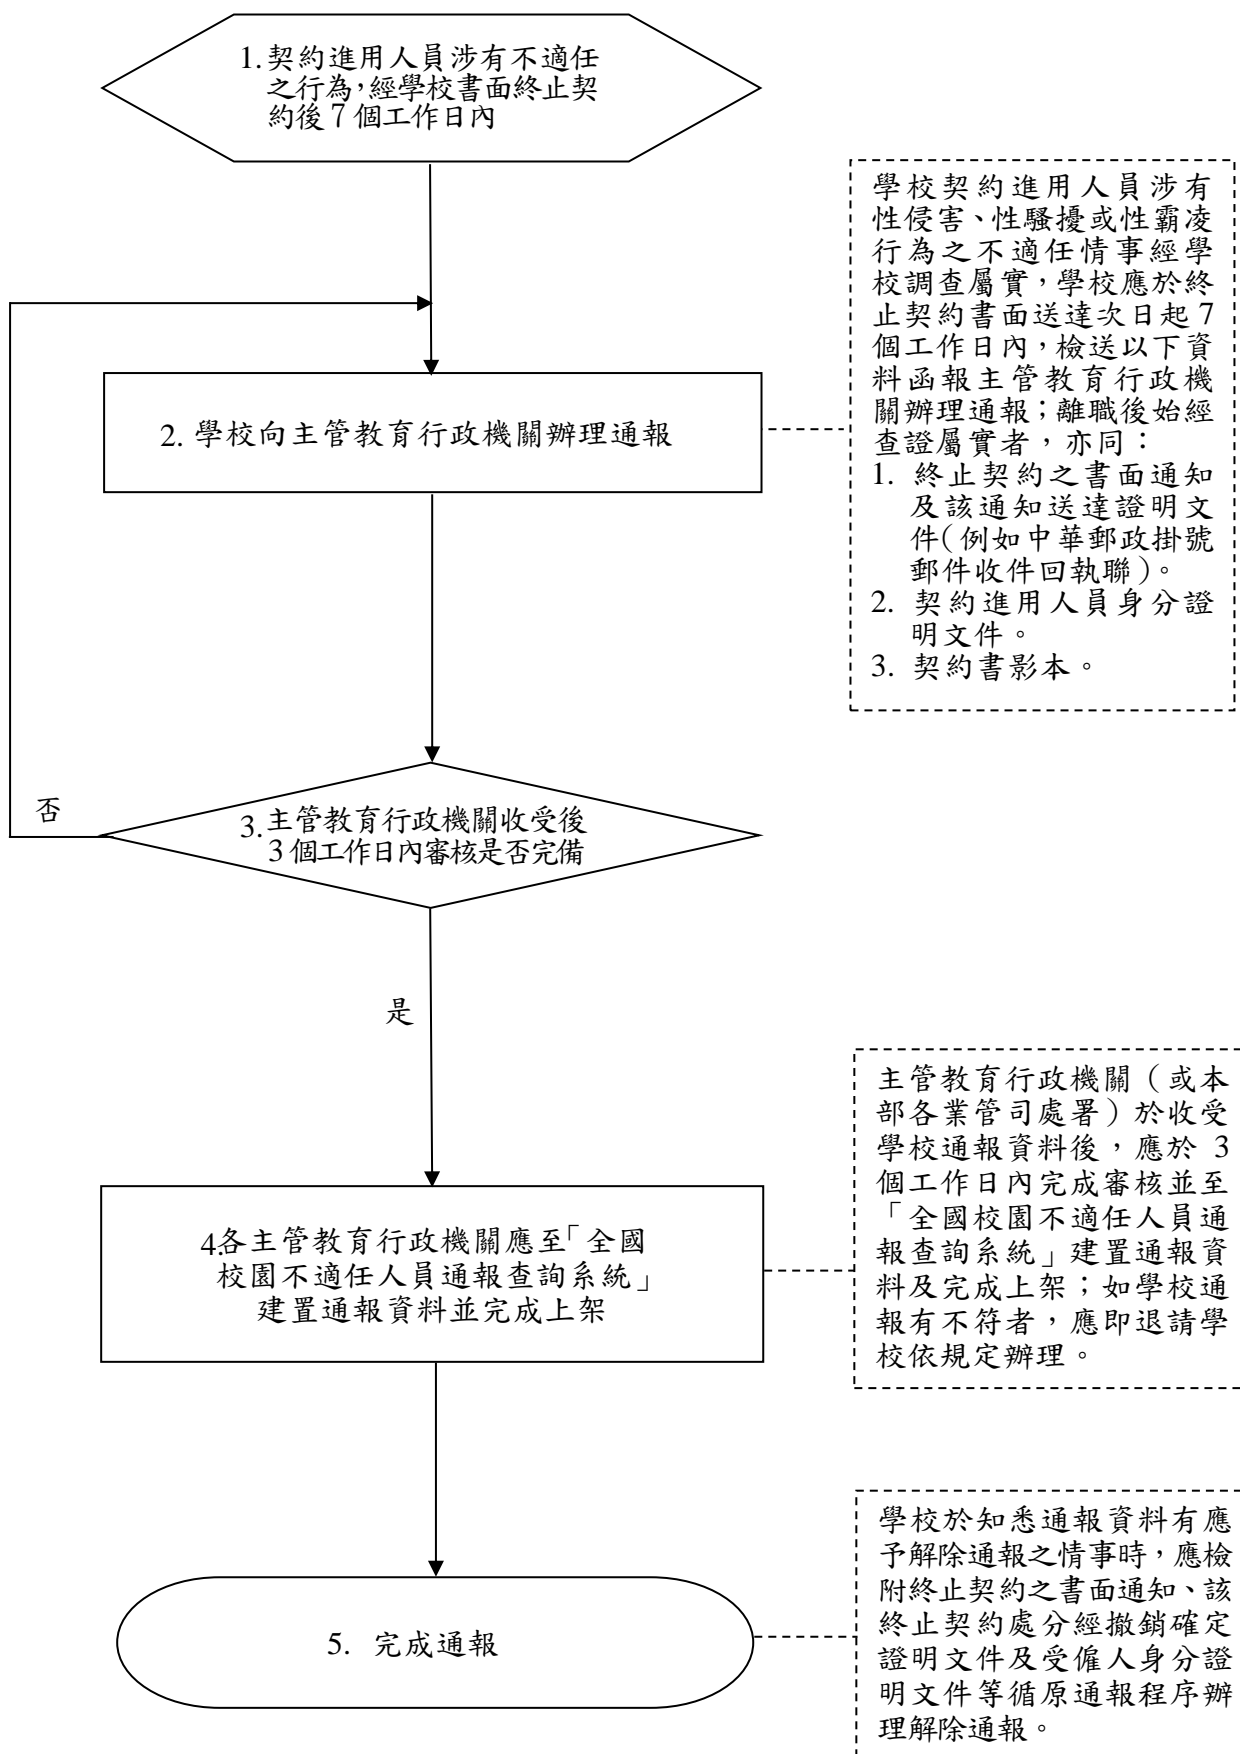 1.契約進用人員涉有不適任
之行為,經學校書面終止契
約後7個工作日內
學校契約進用人員涉有
性侵害、性騷擾或性霸凌
行為之不適任情事經學
校調查屬實，學校應於終
止契約書面送達次日起7
個工作日內，檢送以下資
料函報主管教育行政機
關辦理通報；離職後始經
查證屬實者，亦同：
1. 終止契約之書面通知
及該通知送達證明文
件(例如中華郵政掛號
郵件收件回執聯)。
2. 契約進用人員身分證
明文件。
3. 契約書影本。
2. 學校向主管教育行政機關辦理通報
否
3.主管教育行政機關收受後
3個工作日內審核是否完備
是
主管教育行政機關（或本
部各業管司處署）於收受
學校通報資料後，應於 3
個工作日內完成審核並至
「全國校園不適任人員通
報查詢系統」建置通報資
料及完成上架；如學校通
報有不符者，應即退請學
校依規定辦理。
4.各主管教育行政機關應至「全國
校園不適任人員通報查詢系統」
建置通報資料並完成上架
學校於知悉通報資料有應
予解除通報之情事時，應檢
附終止契約之書面通知、該
終止契約處分經撤銷確定
證明文件及受僱人身分證
明文件等循原通報程序辦
理解除通報。
5. 完成通報